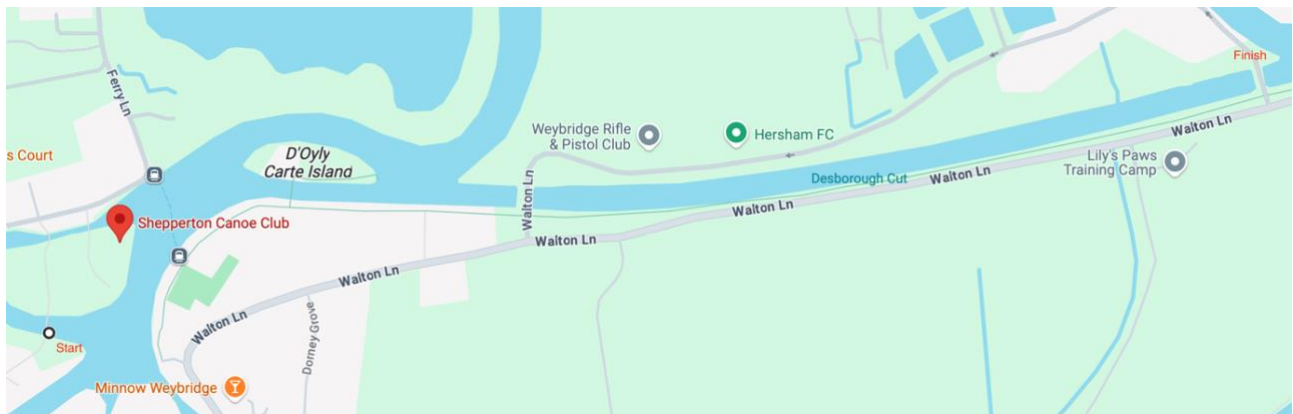 Ferry Ln
s Court
D'Oyly
Carte Island
Weybridge Rifle
& Pistol Club
Hersham FC
Finish
Walton Ln
Lily's Paws
Training Camp
Desborough Cut
Walton Ln
Walton Ln
Walton Ln
Shepperton Canoe Club
Walton Ln
Walton Ln
Walton Ln
Dorney Grove
Start
Minnow Weybridge